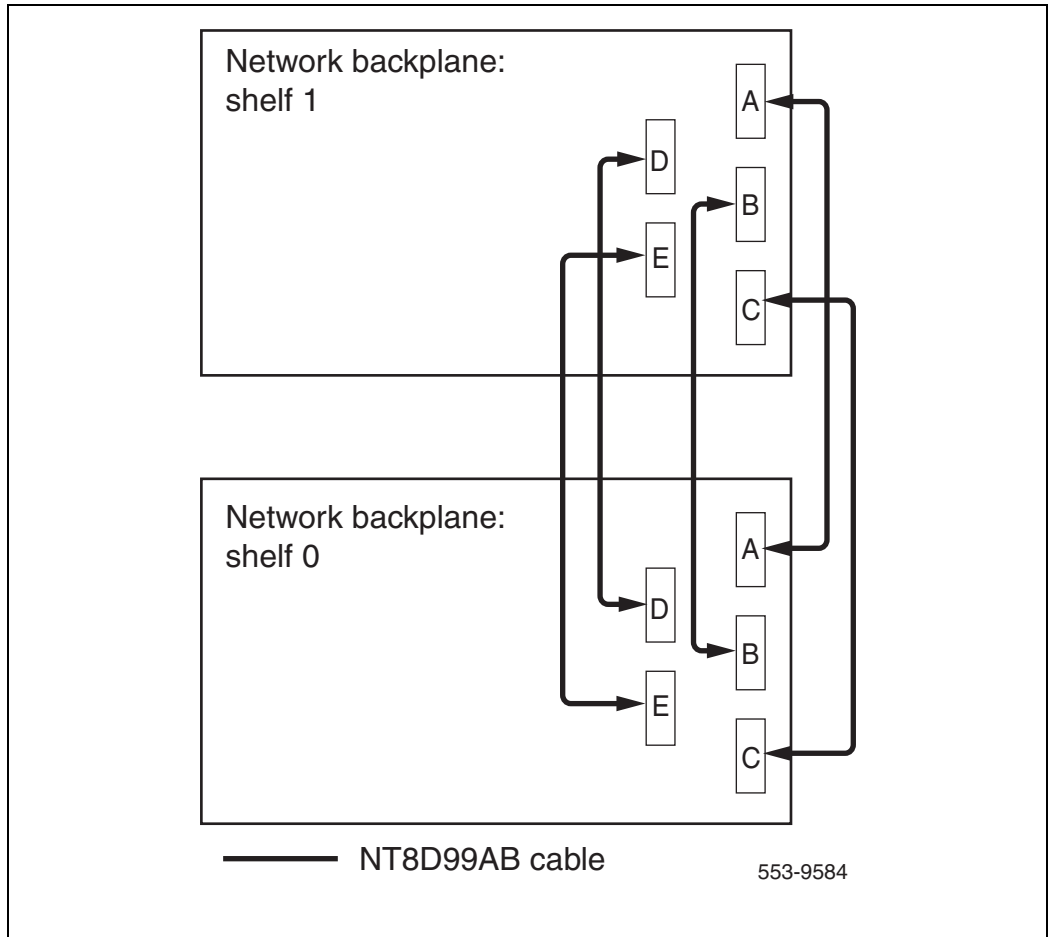 Network backplane:
shelf 1
A
D
B
E
C
Network backplane:
shelf 0
A
D
B
E
C
NT8D99AB cable
553-9584